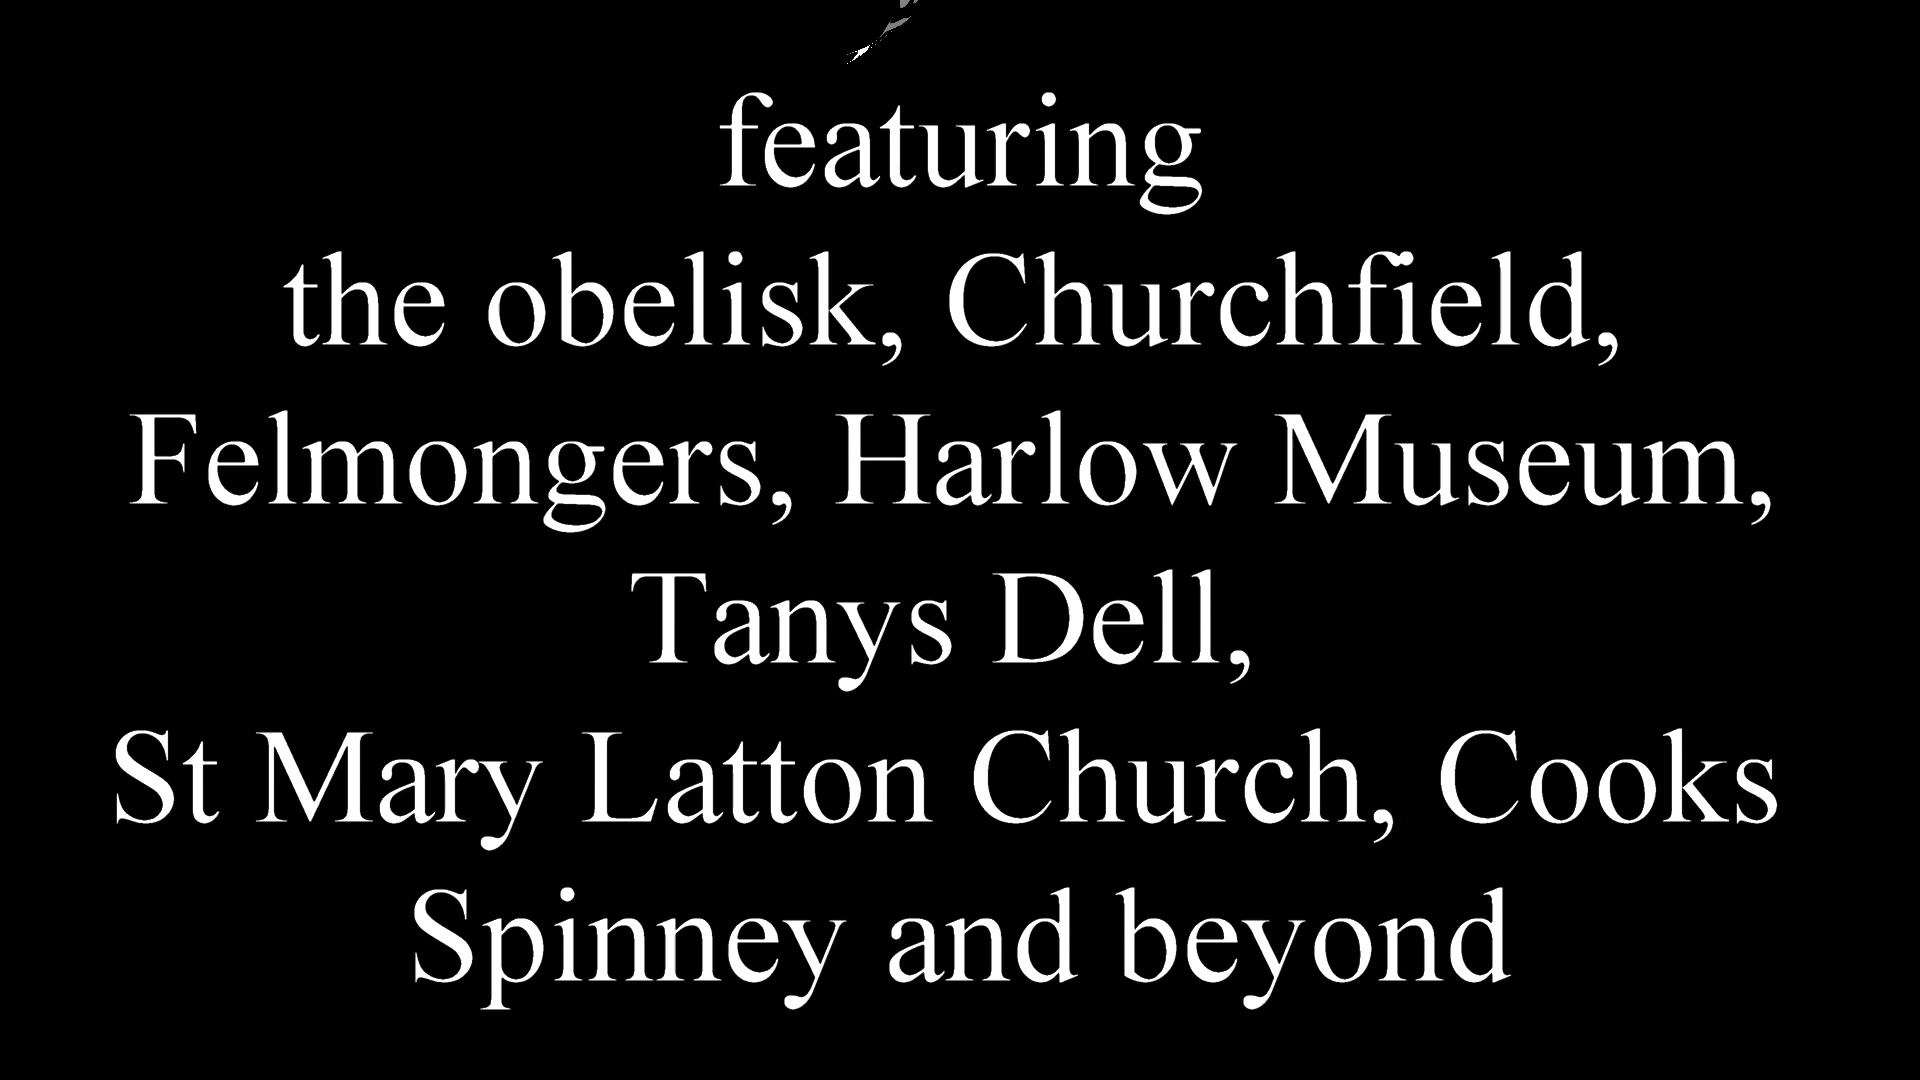 featuring
the obelisk, Churchfield,
Felmongers, Harlow Museum,
Tanys Dell,
St Mary Latton Church, Cooks
Spinney and beyond